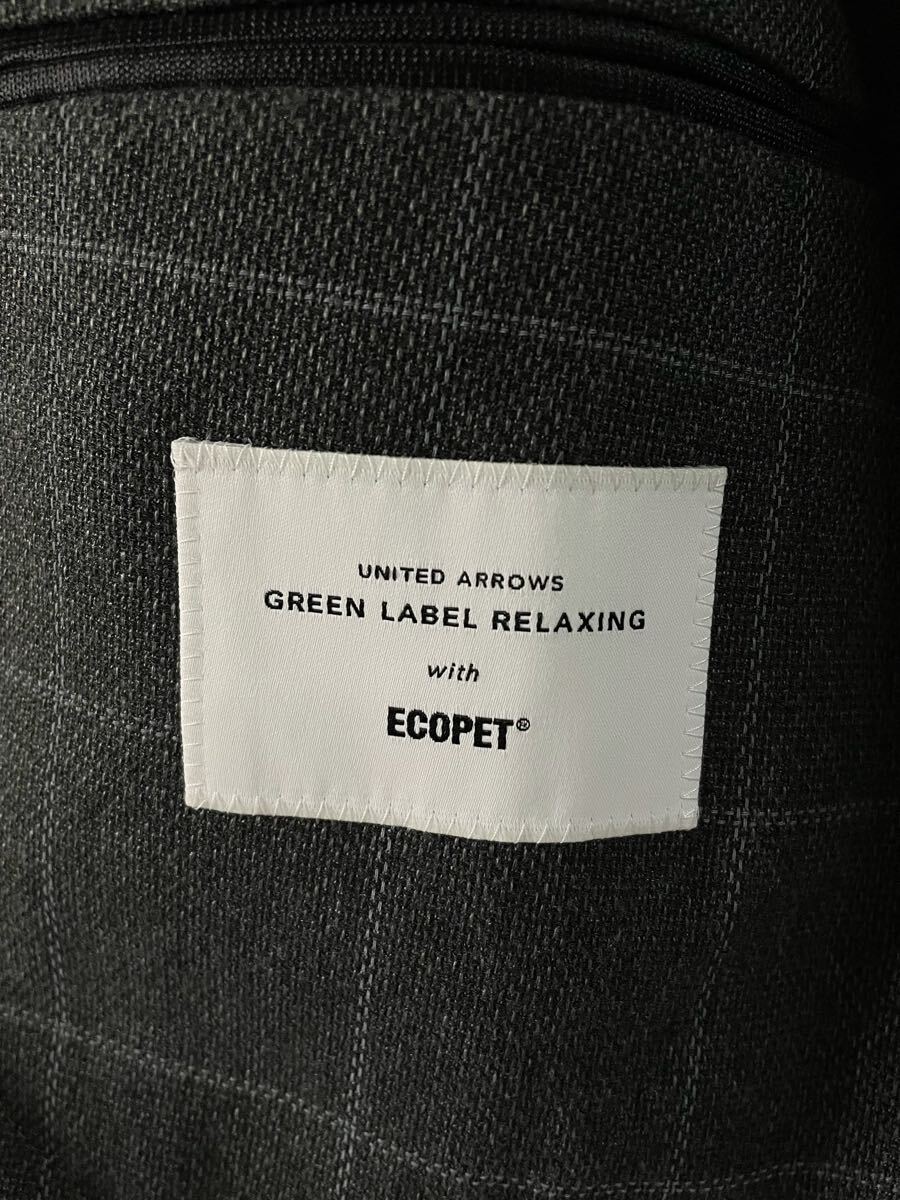 UNITED ARROWS
GREEN LABEL RELAXING
with
ECOPET®